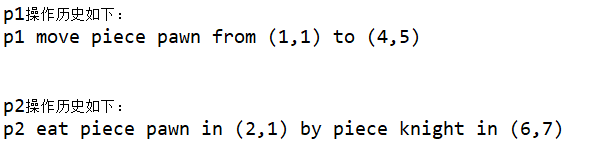 p1操作历史如下：
p1 move piece pawn from (1,1) to (4,5)
p2操作历史如下：
p2 eat piece pawn in (2,1) by piece knight in (6,7)